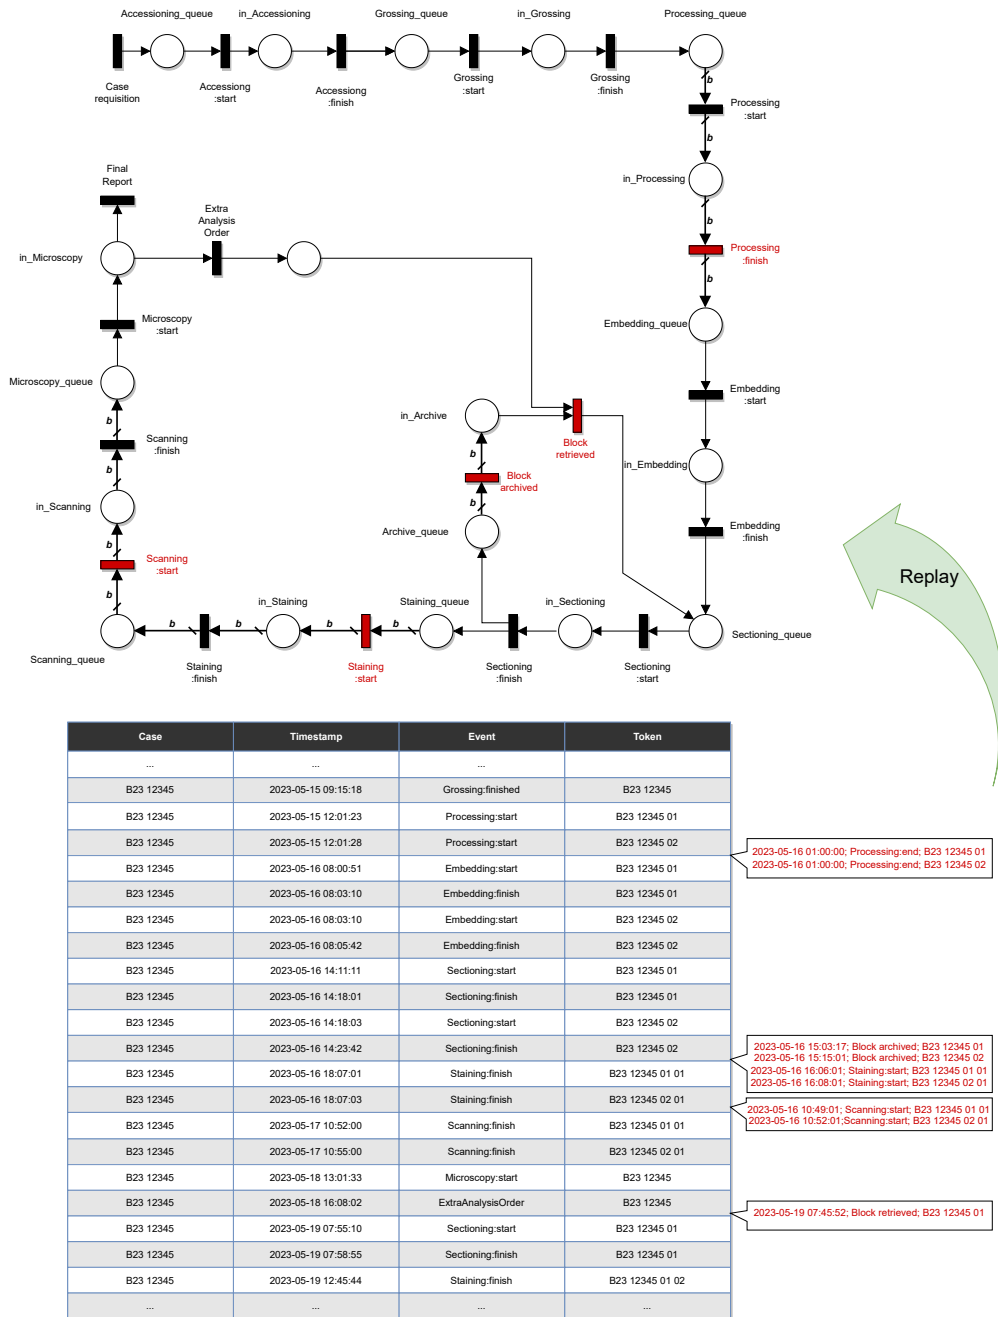 Accessioning_queue
in_Accessioning
Grossing_queue
in_Grossing
Processing_queue
Case
requisition
Accessiong
:start
Accessiong
:finish
Grossing
:start
Grossing
:finish
b
Processing
:start
b
in_Processing
b
Processing
:finish
b
Final
Report
Extra
Analysis
Order
in_Microscopy
Microscopy
:start
Embedding_queue
Microscopy_queue
Embedding
:start
b
Scanning
:finish
b
in_Archive
Block
retrieved
b
Block
archived
b
in_Embedding
in_Scanning
Archive_queue
Embedding
:finish
b
Scanning
:start
b
Replay
in_Staining
Staining_queue
in_Sectioning
b
b
b
b
Sectioning_queue
Scanning_queue
Staining
:finish
Staining
:start
Sectioning
:finish
Sectioning
:start
Case Timestamp Event Token
... ... ...
B23 12345 2023-05-15 09:15:18 Grossing:finished B23 12345
B23 12345 2023-05-15 12:01:23 Processing:start B23 12345 01
B23 12345 2023-05-15 12:01:28 Processing:start B23 12345 02
2023-05-16 01:00:00; Processing:end; B23 12345 01
2023-05-16 01:00:00; Processing:end; B23 12345 02
B23 12345 2023-05-16 08:00:51 Embedding:start B23 12345 01
B23 12345 2023-05-16 08:03:10 Embedding:finish B23 12345 01
B23 12345 2023-05-16 08:03:10 Embedding:start B23 12345 02
B23 12345 2023-05-16 08:05:42 Embedding:finish B23 12345 02
B23 12345 2023-05-16 14:11:11 Sectioning:start B23 12345 01
B23 12345 2023-05-16 14:18:01 Sectioning:finish B23 12345 01
B23 12345 2023-05-16 14:18:03 Sectioning:start B23 12345 02
B23 12345 2023-05-16 14:23:42 Sectioning:finish B23 12345 02
2023-05-16 15:03:17; Block archived; B23 12345 01
2023-05-16 15:15:01; Block archived; B23 12345 02
2023-05-16 16:06:01; Staining:start; B23 12345 01 01
2023-05-16 16:08:01; Staining:start; B23 12345 02 01
B23 12345 2023-05-16 18:07:01 Staining:finish B23 12345 01 01
B23 12345 2023-05-16 18:07:03 Staining:finish B23 12345 02 01
2023-05-16 10:49:01; Scanning:start; B23 12345 01 01
2023-05-16 10:52:01;Scanning:start; B23 12345 02 01
B23 12345 2023-05-17 10:52:00 Scanning:finish B23 12345 01 01
B23 12345 2023-05-17 10:55:00 Scanning:finish B23 12345 02 01
B23 12345 2023-05-18 13:01:33 Microscopy:start B23 12345
B23 12345 2023-05-18 16:08:02 ExtraAnalysisOrder B23 12345
2023-05-19 07:45:52; Block retrieved; B23 12345 01
B23 12345 2023-05-19 07:55:10 Sectioning:start B23 12345 01
B23 12345 2023-05-19 07:58:55 Sectioning:finish B23 12345 01
B23 12345 2023-05-19 12:45:44 Staining:finish B23 12345 01 02
... ... ... ...